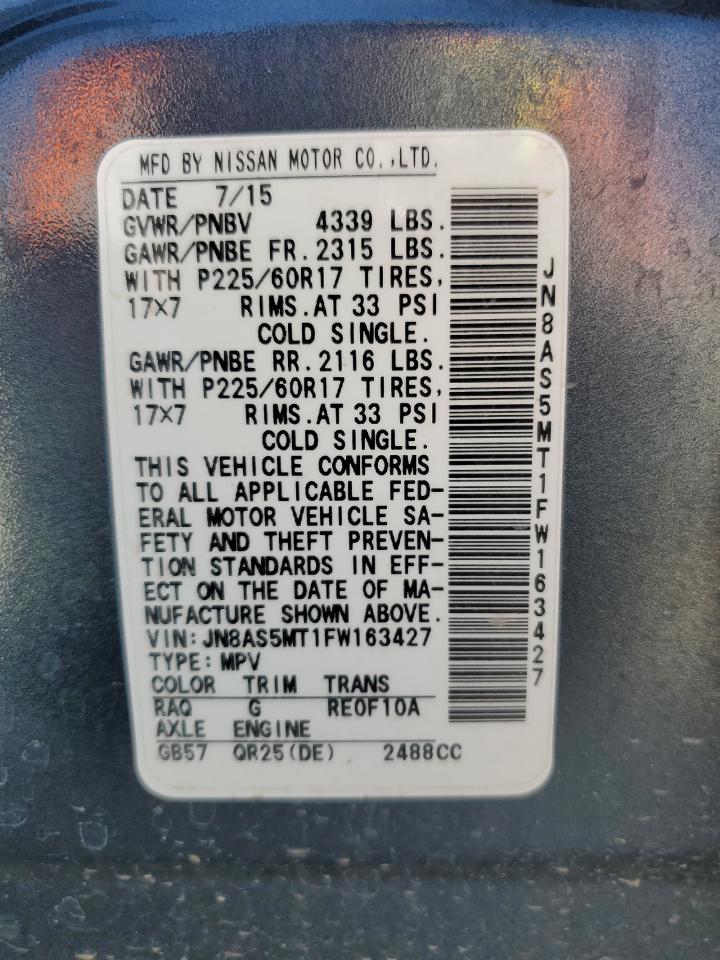 MFD BY NISSAN MOTOR CO.,LTD.
DATE 7/15
GVWR/PNBV 4339 LBS.
GAWR/PNBE FR.2315 LBS.
WITH P225/60R17 TIRES,
17X7 RIMS.AT 33 PSI
COLD SINGLE.
GAWR/PNBE RR.2116 LBS.
WITH P225/60R17 TIRES,
17X7 RIMS.AT 33 PSI
COLD SINGLE.
THIS VEHICLE CONFORMS
TO ALL APPLICABLE FED-
ERAL MOTOR VEHICLE SA-
FETY AND THEFT PREVEN-
TION STANDARDS IN EFF-
ECT ON THE DATE OF MA-
NUFACTURE SHOWN ABOVE.
VIN:JN8AS5MT1FW163427
TYPE:MPV
COLOR TRIM TRANS
RAQ G RE0F10A
AXLE ENGINE
GB57 QR25(DE) 2488CC
JN8AS5MT1FW163427